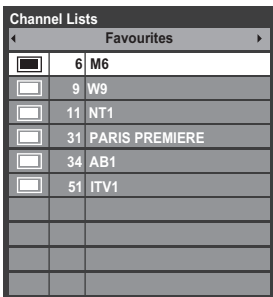 Channel Lists
Favourites
6 M6
9 W9
11 NT1
31 PARIS PREMIERE
34 AB1
51 ITV1